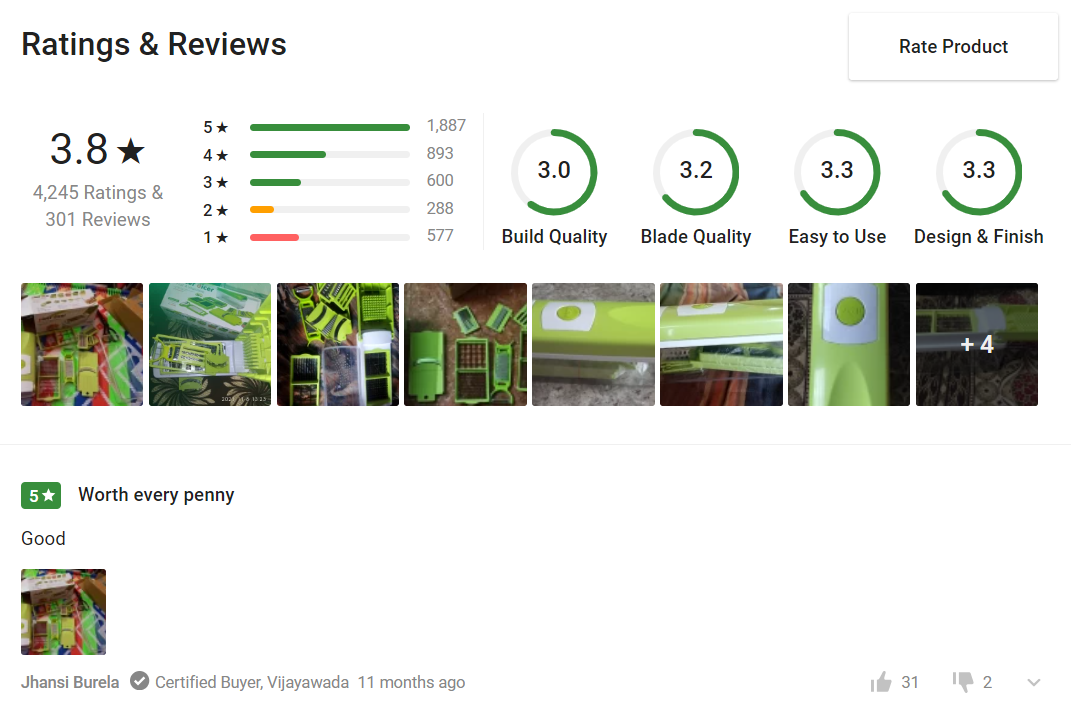 Ratings & Reviews
Rate Product
3.8★
4,245 Ratings &
301 Reviews
5★ 1,887
4★ 893
3★ 600
2★ 288
1★ 577
3.0
Build Quality
3.2
Blade Quality
3.3
Easy to Use
3.3
Design & Finish
+ 4
5★ Worth every penny
Good
Jhansi Burela Certified Buyer, Vijayawada 11 months ago
31 2